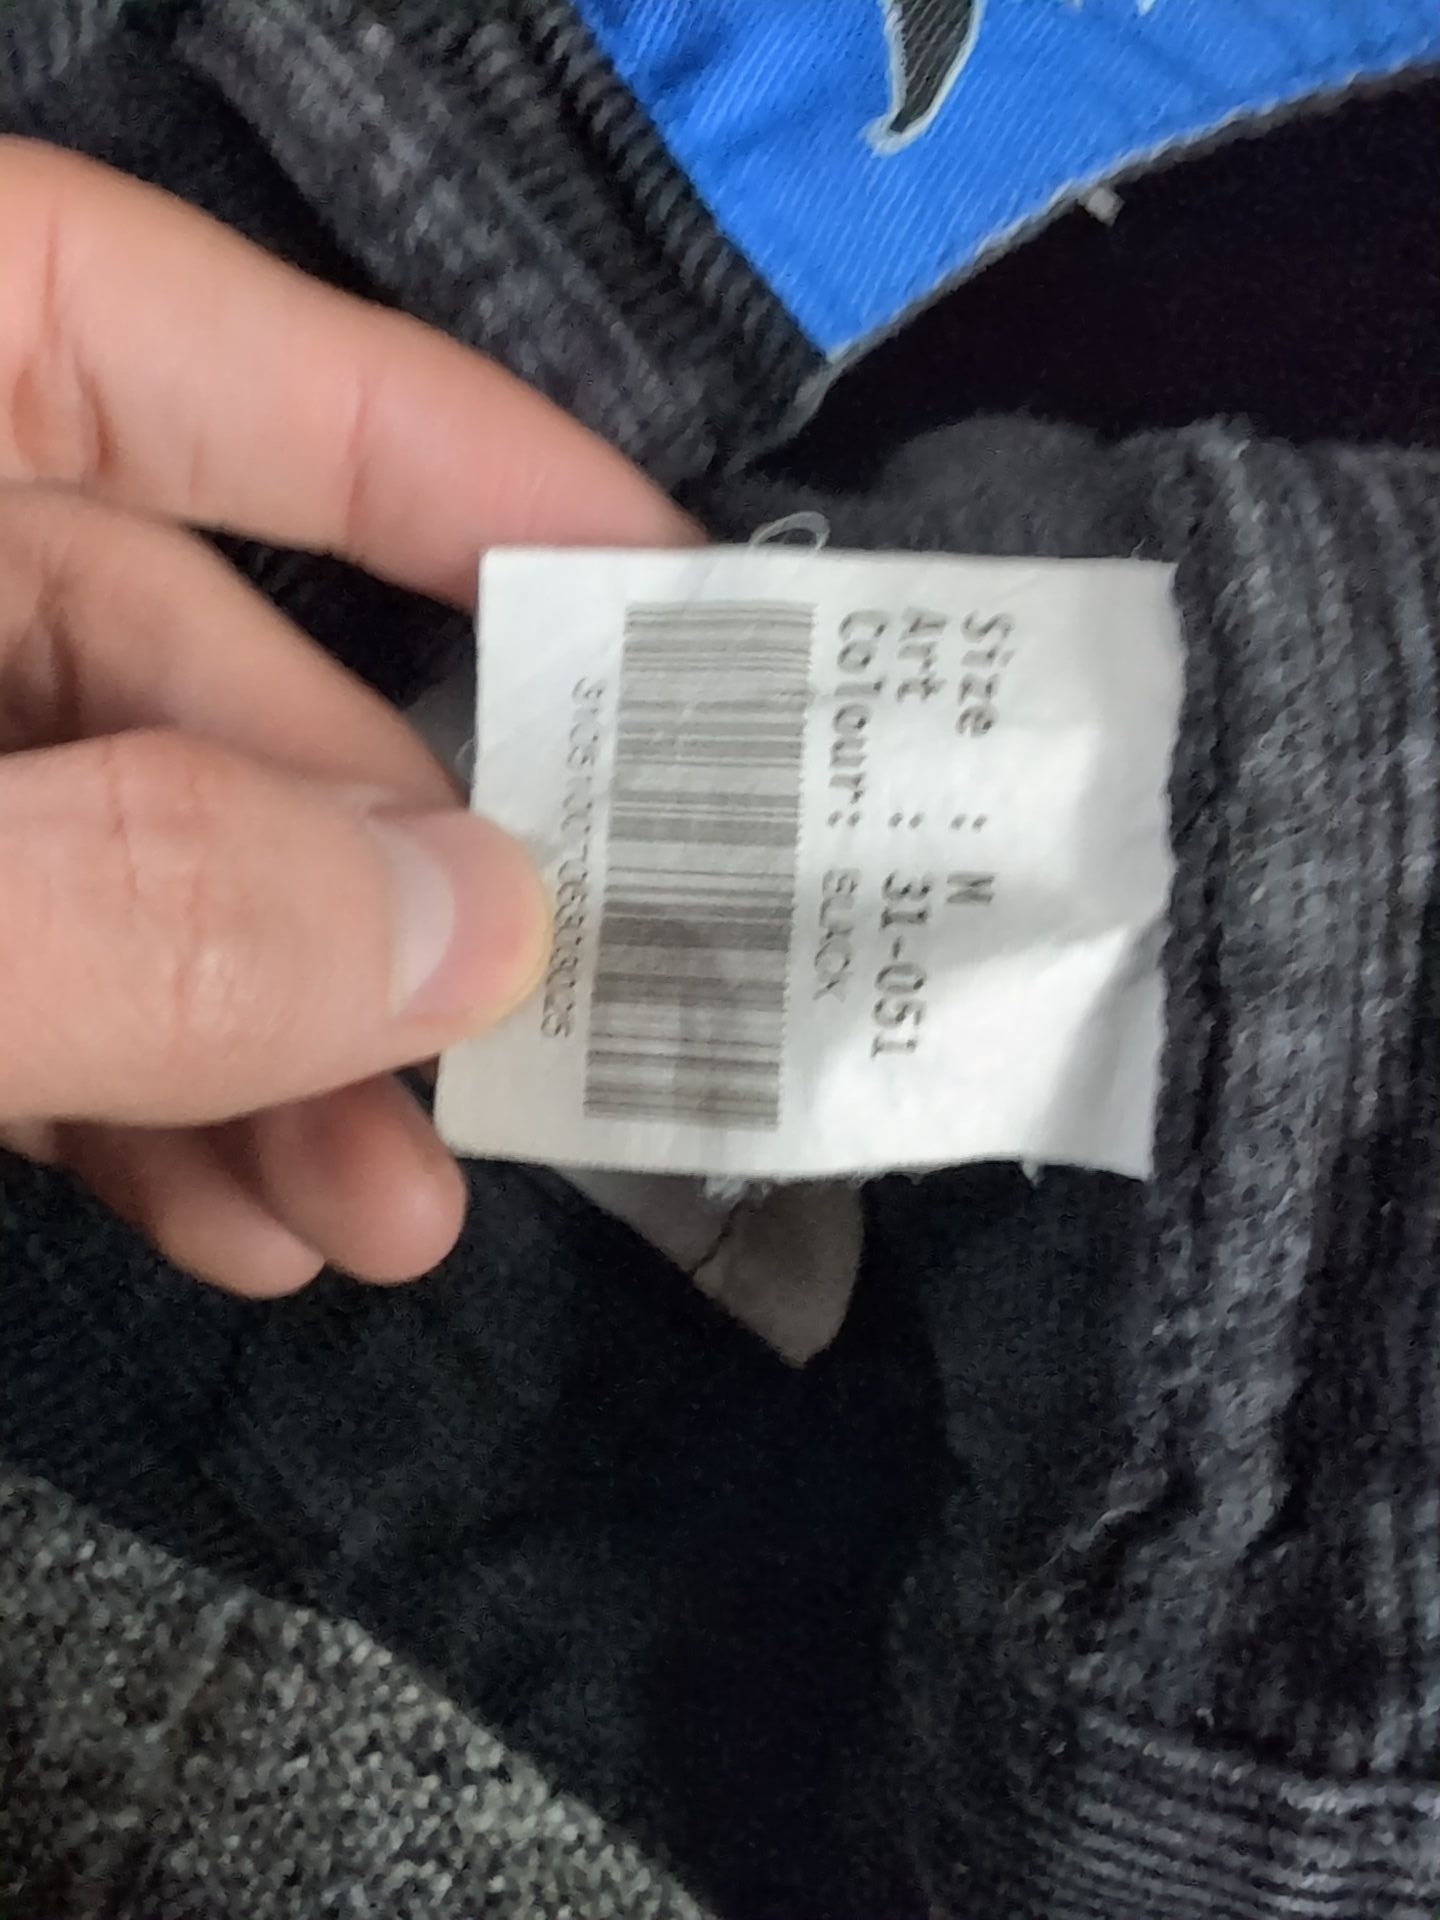 Size : M
Art : 31-051
Colour: BLACK